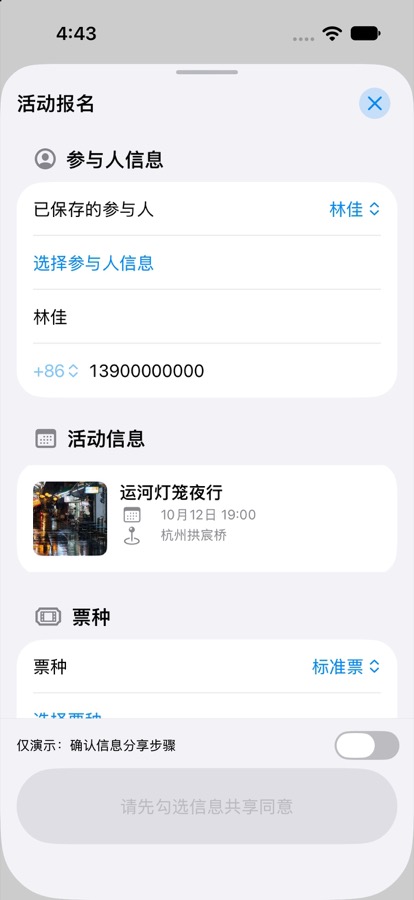 4:43
活动报名
参与人信息
已保存的参与人 林佳
选择参与人信息
林佳
+86 13900000000
活动信息
运河灯笼夜行
10月12日 19:00
杭州拱宸桥
票种
票种 标准票
选择票种
仅演示：确认信息分享步骤
请先勾选信息共享同意